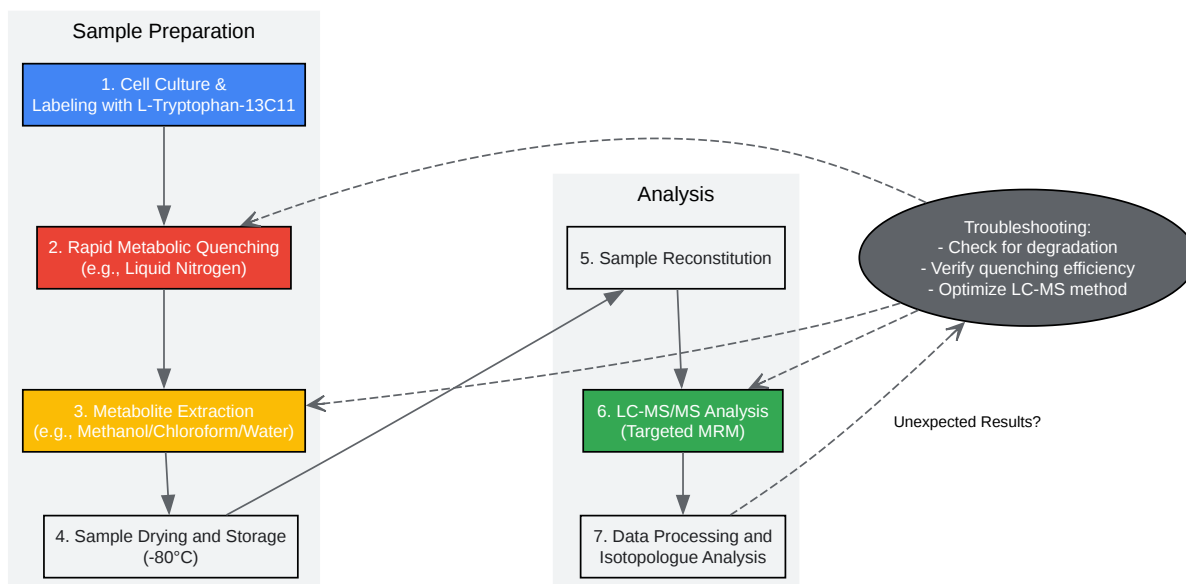 Sample Preparation
1. Cell Culture &
Labeling with L-Tryptophan-13C11
2. Rapid Metabolic Quenching
(e.g., Liquid Nitrogen)
3. Metabolite Extraction
(e.g., Methanol/Chloroform/Water)
4. Sample Drying and Storage
(-80°C)
Analysis
5. Sample Reconstitution
6. LC-MS/MS Analysis
(Targeted MRM)
7. Data Processing and
Isotopologue Analysis
Troubleshooting:
- Check for degradation
- Verify quenching efficiency
- Optimize LC-MS method
Unexpected Results?